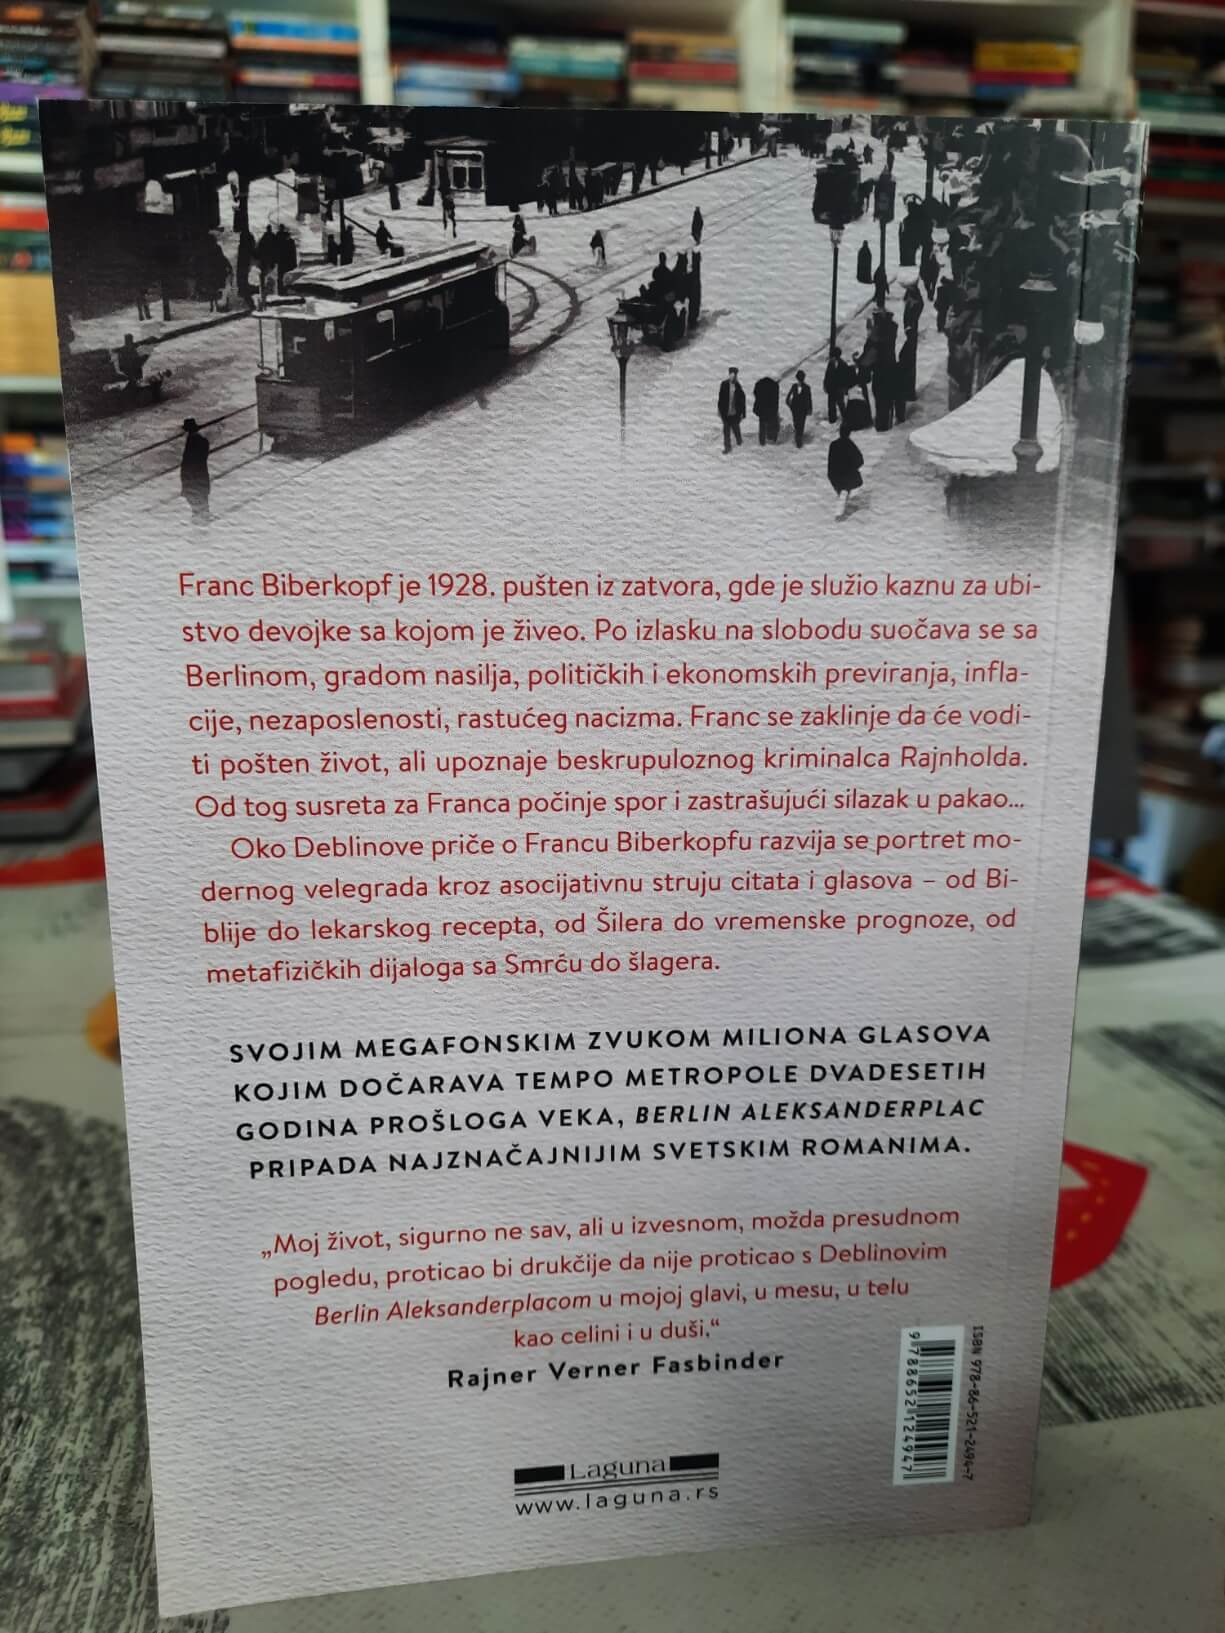 Franc Biberkopf je 1928. pušten iz zatvora, gde je služio kaznu za ubi-
stvo devojke sa kojom je živeo. Po izlasku na slobodu suočava se sa
Berlinom, gradom nasilja, političkih i ekonomskih previranja, infla-
cije, nezaposlenosti, rastućeg nacizma. Franc se zaklinje da će vodi-
ti pošten život, ali upoznaje beskrupuloznog kriminalca Rajnholda.
Od tog susreta za Franca počinje spor i zastrašujući silazak u pakao...
Oko Deblinove priče o Francu Biberkopfu razvija se portret mo-
dernog velegrada kroz asocijativnu struju citata i glasova – od Bi-
blije do lekarskog recepta, od Šilera do vremenske prognoze, od
metafizičkih dijaloga sa Smrću do šlagera.
SVOJIM MEGAFONSKIM ZVUKOM MILIONA GLASOVA
KOJIM DOČARAVA TEMPO METROPOLE DVADESETIH
GODINA PROŠLOGA VEKA, BERLIN ALEKSANDERPLAC
PRIPADA NAJZNAČAJNIJIM SVETSKIM ROMANIMA.
„Moj život, sigurno ne sav, ali u izvesnom, možda presudnom
pogledu, proticao bi drukčije da nije proticao s Deblinovim
Berlin Aleksanderplacom u mojoj glavi, u mesu, u telu
kao celini i u duši.“
Rajner Verner Fasbinder
Laguna
www.laguna.rs
ISBN 978-86-521-2494-7
9788652124947